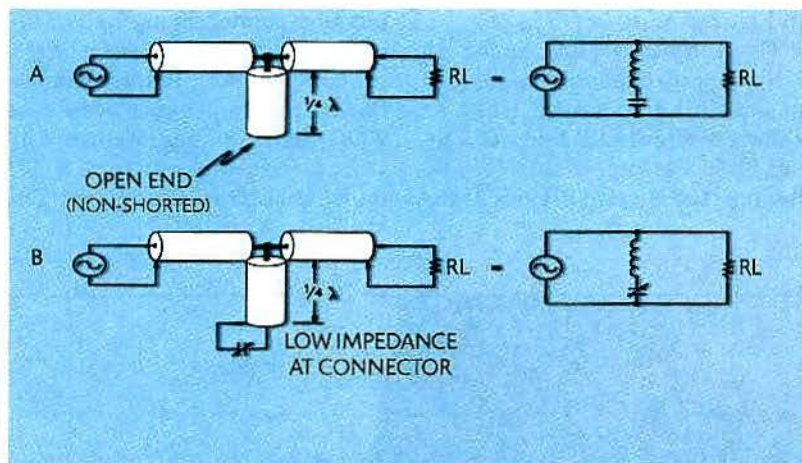 A
RL - RL
1/4 λ
OPEN END
(NON-SHORTED)
B
RL - RL
1/4 λ
LOW IMPEDANCE
AT CONNECTOR